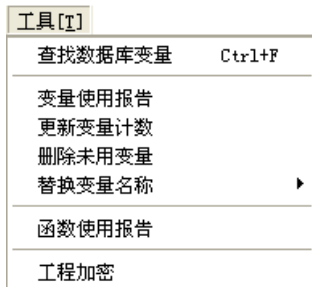 工具[T]
查找数据库变量 Ctrl+F
变量使用报告
更新变量计数
删除未用变量
替换变量名称
函数使用报告
工程加密